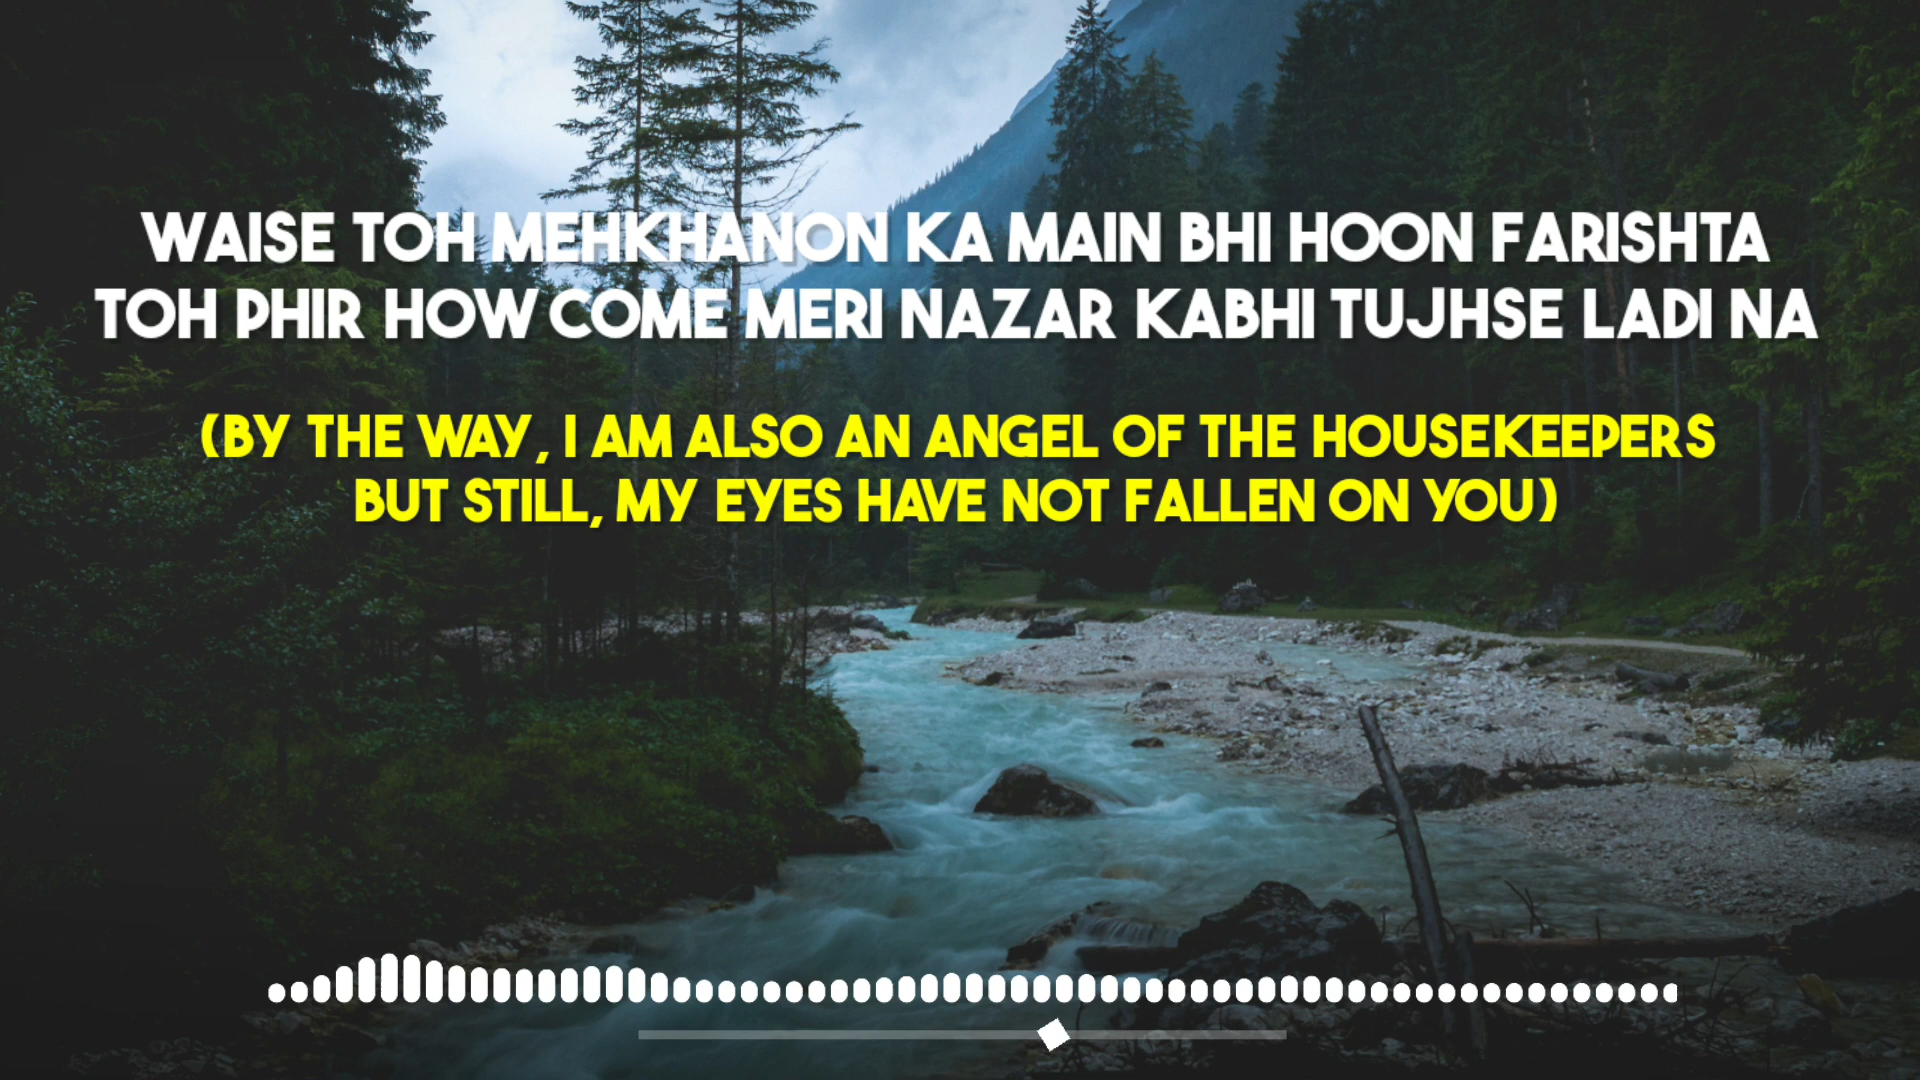 WAISE TOH MEHKHANON KA MAIN BHI HOON FARISHTA
TOH PHIR HOW COME MERI NAZAR KABHI TUJHSE LADI NA
(BY THE WAY, I AM ALSO AN ANGEL OF THE HOUSEKEEPERS
BUT STILL, MY EYES HAVE NOT FALLEN ON YOU)